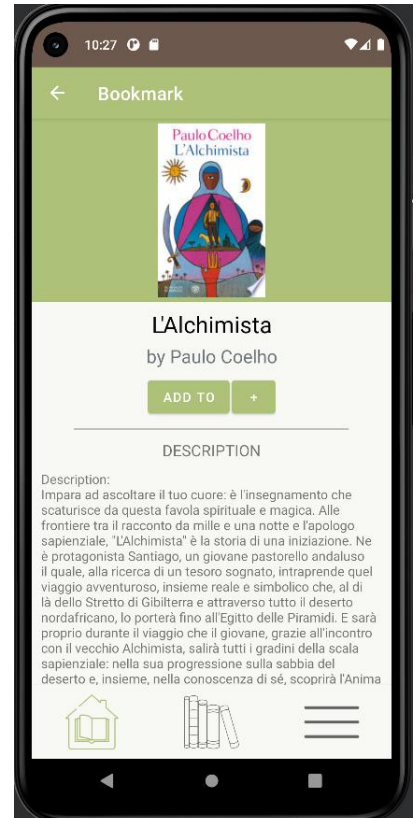 10:27
Bookmark
Paulo Coelho
L'Alchimista
L'Alchimista
by Paulo Coelho
ADD TO +
DESCRIPTION
Description:
Impara ad ascoltare il tuo cuore: è l'insegnamento che
scaturisce da questa favola spirituale e magica. Alle
frontiere tra il racconto da mille e una notte e l'apologo
sapienziale, "L'Alchimista" è la storia di una iniziazione. Ne
è protagonista Santiago, un giovane pastorello andaluso
il quale, alla ricerca di un tesoro sognato, intraprende quel
viaggio avventuroso, insieme reale e simbolico che, al di
là dello Stretto di Gibilterra e attraverso tutto il deserto
nordafricano, lo porterà fino all'Egitto delle Piramidi. E sarà
proprio durante il viaggio che il giovane, grazie all'incontro
con il vecchio Alchimista, salirà tutti i gradini della scala
sapienziale: nella sua progressione sulla sabbia del
deserto e, insieme, nella conoscenza di sé, scoprirà l'Anima